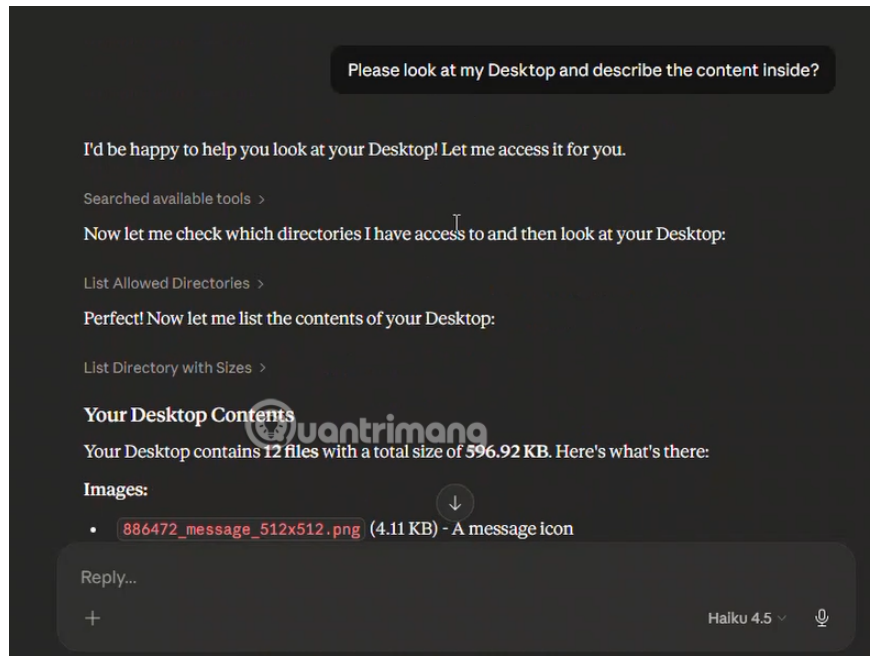 Please look at my Desktop and describe the content inside?
I'd be happy to help you look at your Desktop! Let me access it for you.
Searched available tools >
Now let me check which directories I have access to and then look at your Desktop:
List Allowed Directories >
Perfect! Now let me list the contents of your Desktop:
List Directory with Sizes >
Your Desktop Contents
uantrimang
Your Desktop contains 12 files with a total size of 596.92 KB. Here's what's there:
Images:
• 886472_message_512x512.png (4.11 KB) - A message icon
Reply...
Haiku 4.5